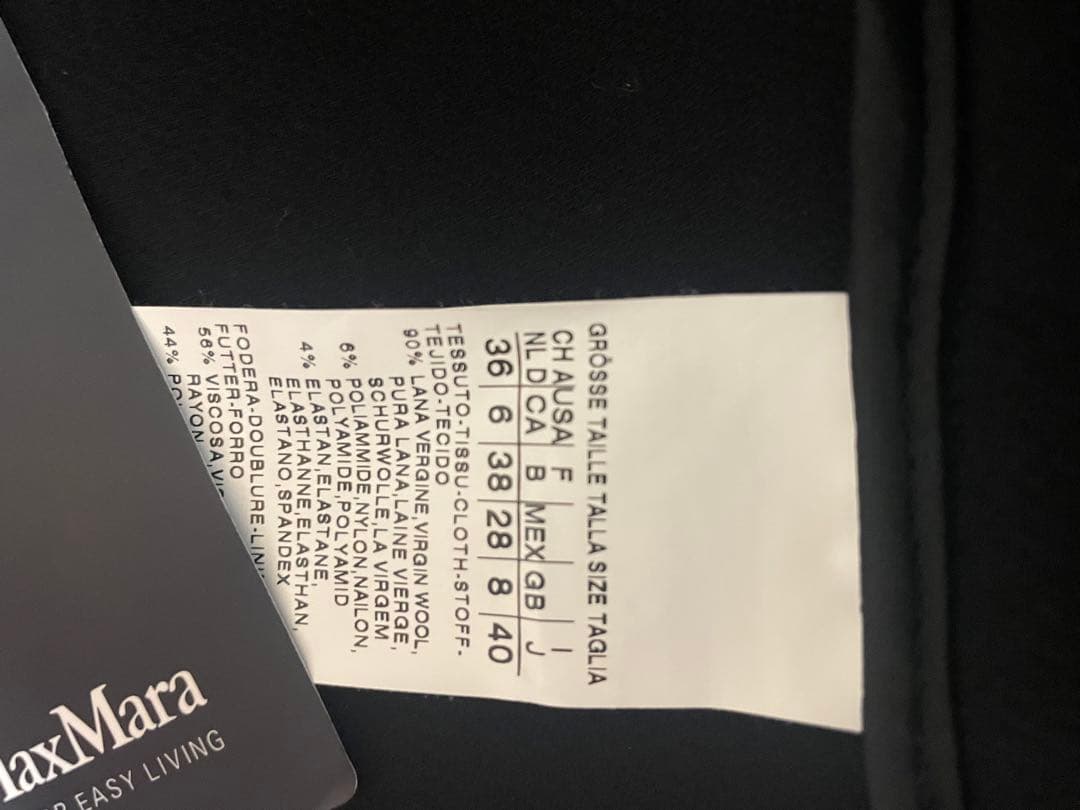 GRÖSSE TAILLE TALLA SIZE TAGLIA
CH A USA F I
NL D CA B MEX GB J
36 6 38 28 8 40
TESSUTO-TISSU-CLOTH-STOFF-
TEJIDO-TECIDO
90% LANA VERGINE,VIRGIN WOOL,
PURA LANA,LAINE VIERGE,
SCHURWOLLE,LA VIRGEM
6% POLIAMMIDE,NYLON,NAILON,
POLYAMIDE,POLYAMID
4% ELASTAN,ELASTANE,
ELASTHANNE,ELASTHAN,
ELASTANO,SPANDEX
FODERA-DOUBLURE-
FUTTER-FORRO
56% VISCOSA,
RAYON
44%
MaxMara
EASY LIVING